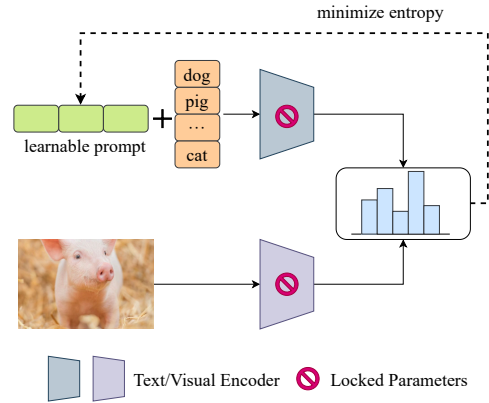 minimize entropy
dog
pig
...
cat
learnable prompt
Text/Visual Encoder
Locked Parameters